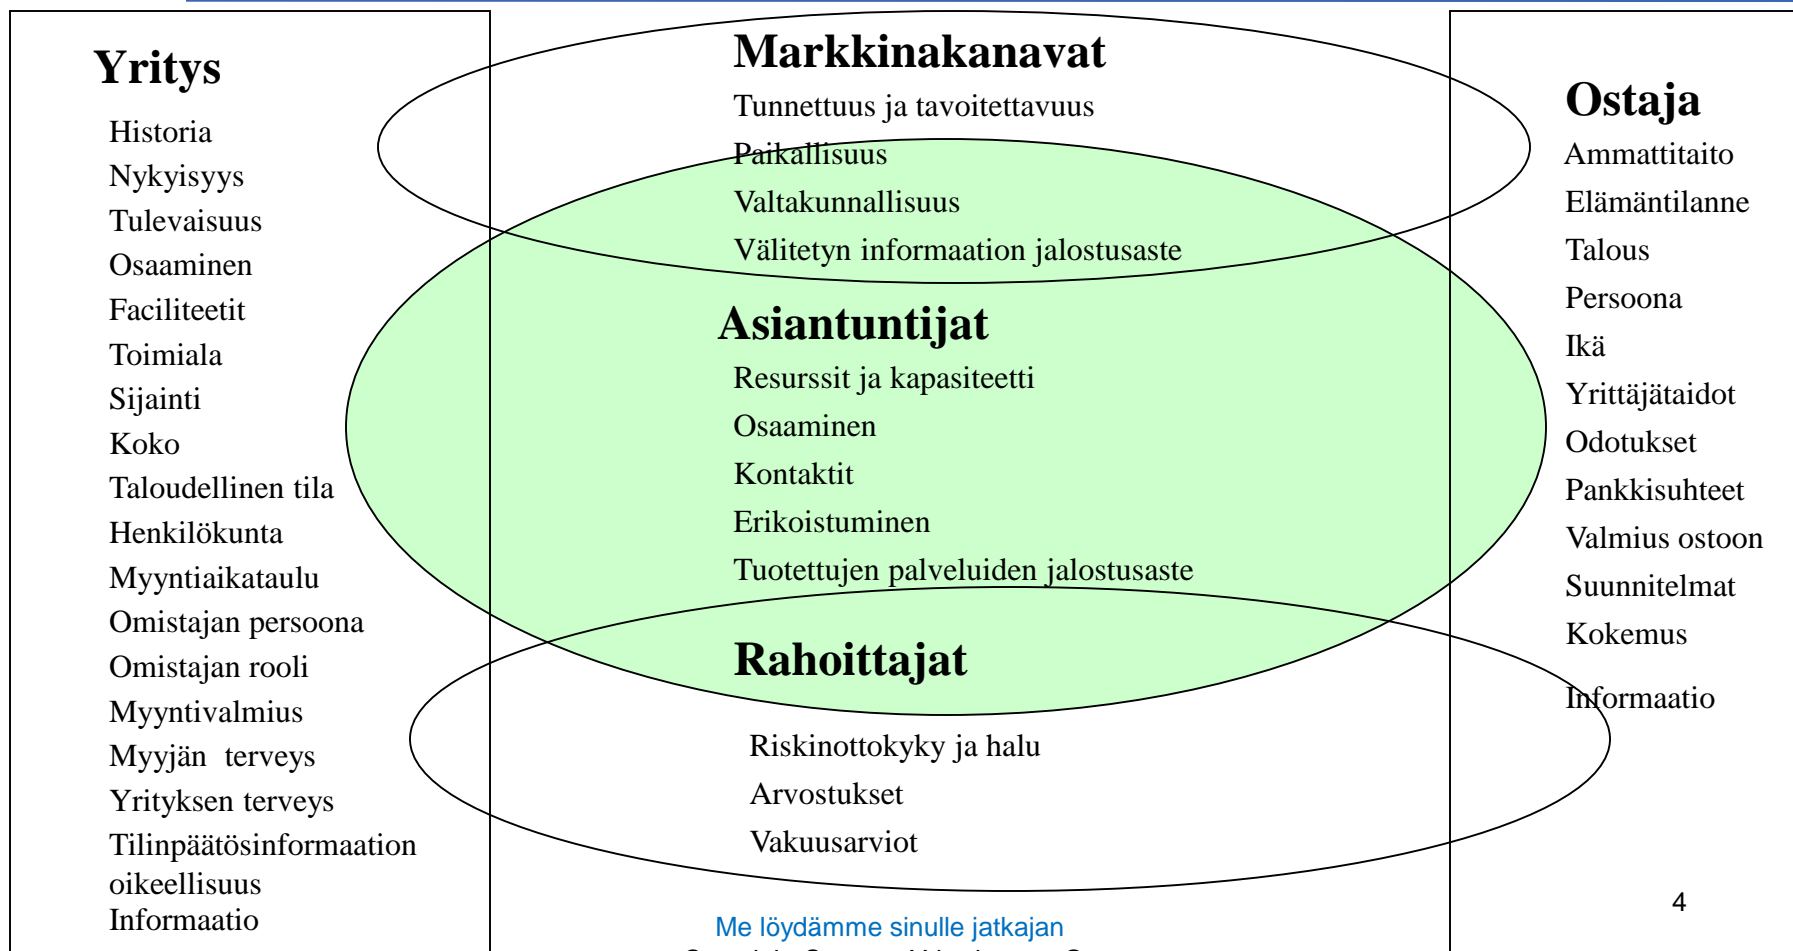 Yritys
Historia
Nykyisyys
Tulevaisuus
Osaaminen
Faciliteetit
Toimiala
Sijainti
Koko
Taloudellinen tila
Henkilökunta
Myyntiaikataulu
Omistajan persoona
Omistajan rooli
Myyntivalmius
Myyjän terveys
Yrityksen terveys
Tilinpäätösinformaation
oikeellisuus
Informaatio
Markkinakanavat
Tunnettuus ja tavoitettavuus
Paikallisuus
Valtakunnallisuus
Välitetyn informaation jalostusaste
Asiantuntijat
Resurssit ja kapasiteetti
Osaaminen
Kontaktit
Erikoistuminen
Tuotettujen palveluiden jalostusaste
Rahoittajat
Riskinottokyky ja halu
Arvostukset
Vakuusarviot
Me löydämme sinulle jatkajan
Ostaja
Ammattitaito
Elämäntilanne
Talous
Persoona
Ikä
Yrittäjätaidot
Odotukset
Pankkisuhteet
Valmius ostoon
Suunnitelmat
Kokemus
Informaatio
4